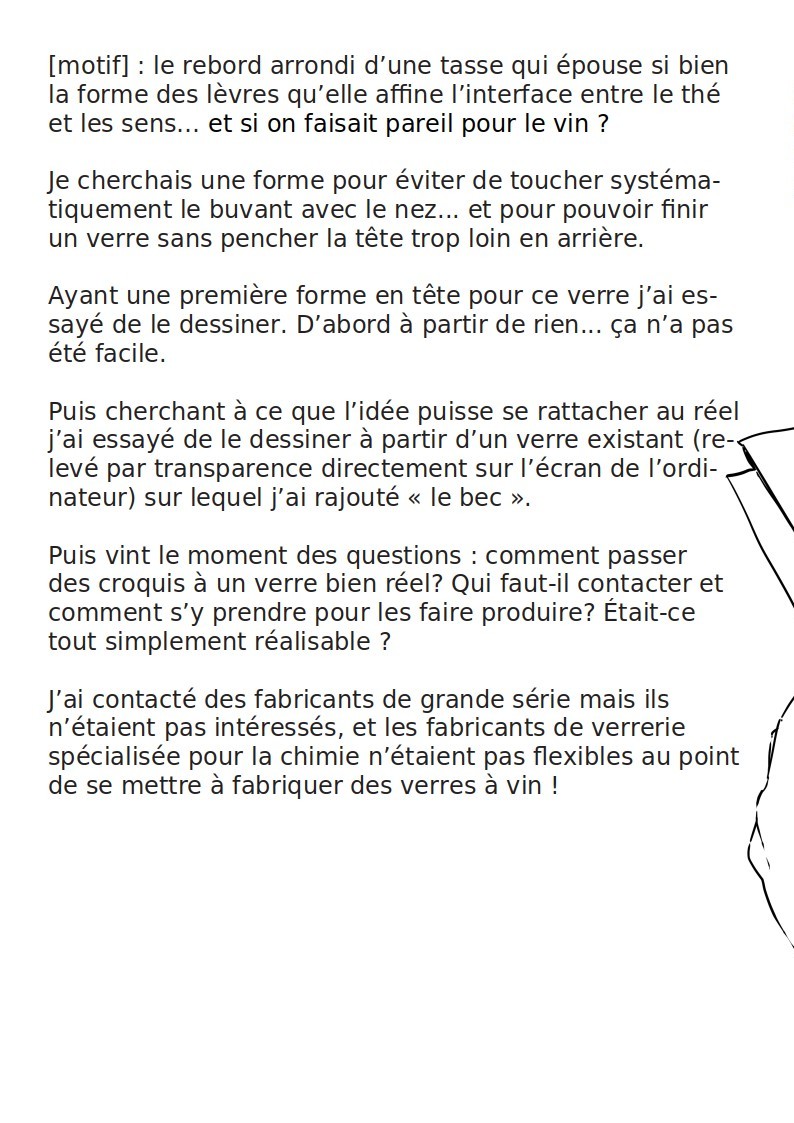 [motif] : le rebord arrondi d’une tasse qui épouse si bien
la forme des lèvres qu’elle affine l’interface entre le thé
et les sens... et si on faisait pareil pour le vin ?
Je cherchais une forme pour éviter de toucher systéma-
tiquement le buvant avec le nez... et pour pouvoir finir
un verre sans pencher la tête trop loin en arrière.
Ayant une première forme en tête pour ce verre j’ai es-
sayé de le dessiner. D’abord à partir de rien... ça n’a pas
été facile.
Puis cherchant à ce que l’idée puisse se rattacher au réel
j’ai essayé de le dessiner à partir d’un verre existant (re-
levé par transparence directement sur l’écran de l’ordi-
nateur) sur lequel j’ai rajouté « le bec ».
Puis vint le moment des questions : comment passer
des croquis à un verre bien réel? Qui faut-il contacter et
comment s’y prendre pour les faire produire? Était-ce
tout simplement réalisable ?
J’ai contacté des fabricants de grande série mais ils
n’étaient pas intéressés, et les fabricants de verrerie
spécialisée pour la chimie n’étaient pas flexibles au point
de se mettre à fabriquer des verres à vin !